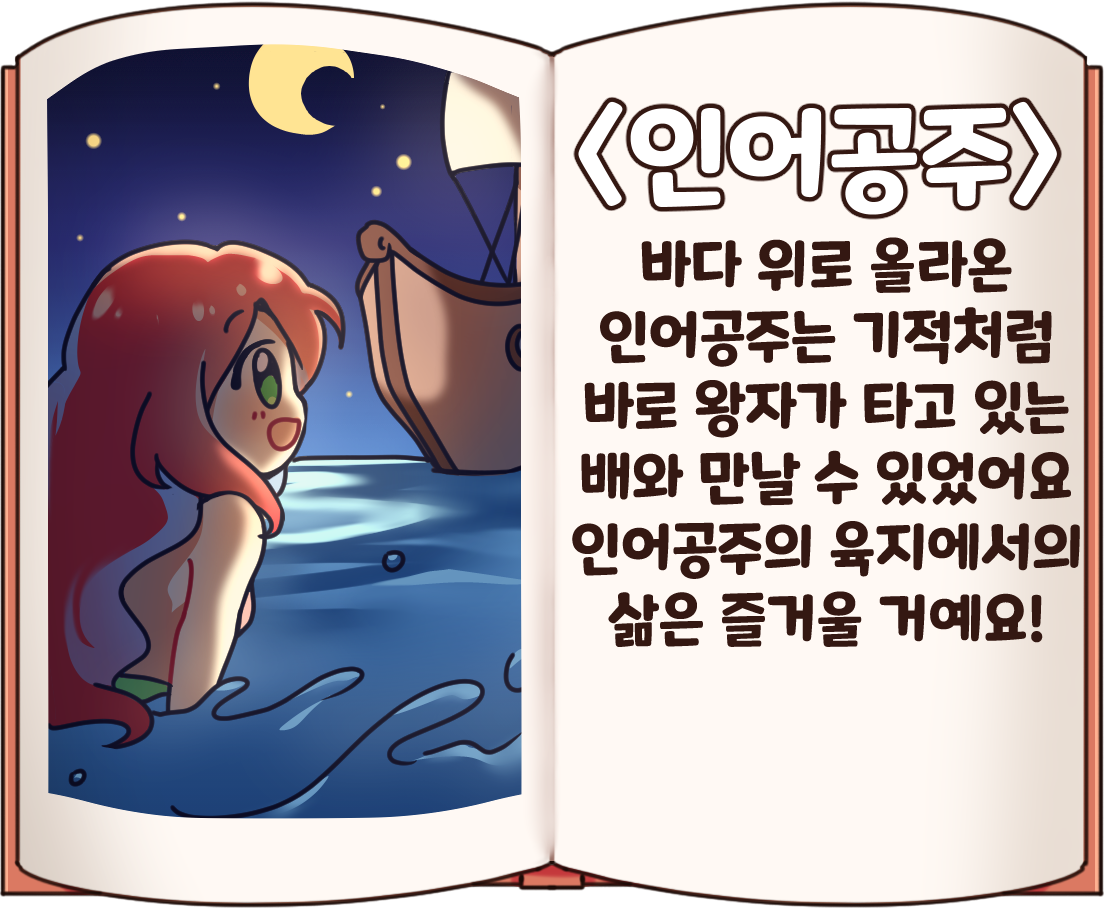 <인어공주>
바다 위로 올라온
인어공주는 기적처럼
바로 왕자가 타고 있는
배와 만날 수 있었어요
인어공주의 육지에서의
삶은 즐거울 거예요!